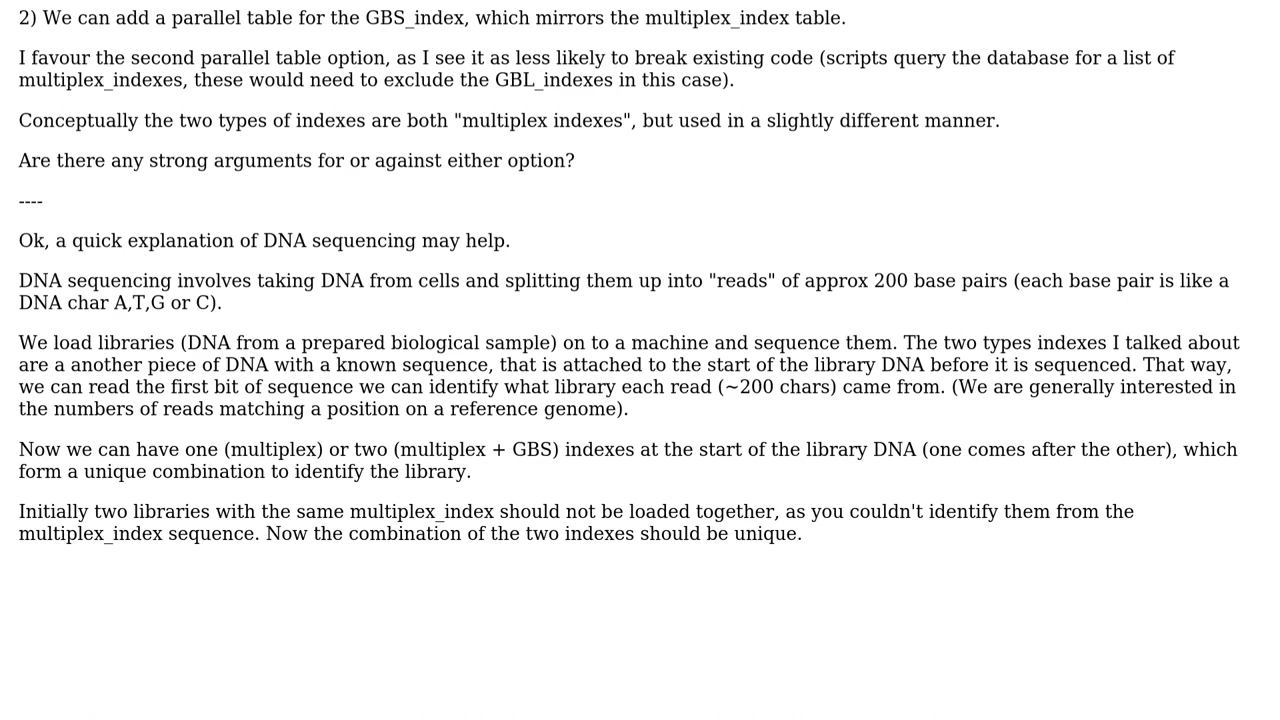 2) We can add a parallel table for the GBS_index, which mirrors the multiplex_index table.
I favour the second parallel table option, as I see it as less likely to break existing code (scripts query the database for a list of
multiplex_indexes, these would need to exclude the GBL_indexes in this case).
Conceptually the two types of indexes are both "multiplex indexes", but used in a slightly different manner.
Are there any strong arguments for or against either option?
----
Ok, a quick explanation of DNA sequencing may help.
DNA sequencing involves taking DNA from cells and splitting them up into "reads" of approx 200 base pairs (each base pair is like a
DNA char A,T,G or C).
We load libraries (DNA from a prepared biological sample) on to a machine and sequence them. The two types indexes I talked about
are a another piece of DNA with a known sequence, that is attached to the start of the library DNA before it is sequenced. That way,
we can read the first bit of sequence we can identify what library each read (~200 chars) came from. (We are generally interested in
the numbers of reads matching a position on a reference genome).
Now we can have one (multiplex) or two (multiplex + GBS) indexes at the start of the library DNA (one comes after the other), which
form a unique combination to identify the library.
Initially two libraries with the same multiplex_index should not be loaded together, as you couldn't identify them from the
multiplex_index sequence. Now the combination of the two indexes should be unique.